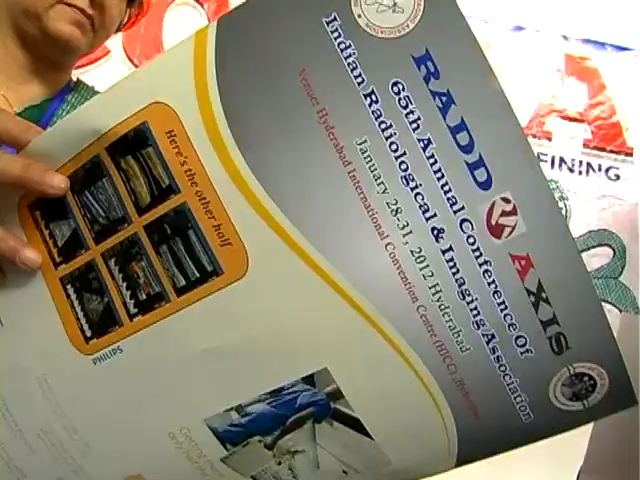 RADD AXIS
65th Annual Conference Of
Indian Radiological & Imaging Association
January 28-31, 2012 Hyderabad
Venue: Hyderabad International Convention Centre (HICC)
Here's the other half
PHILIPS
FINING